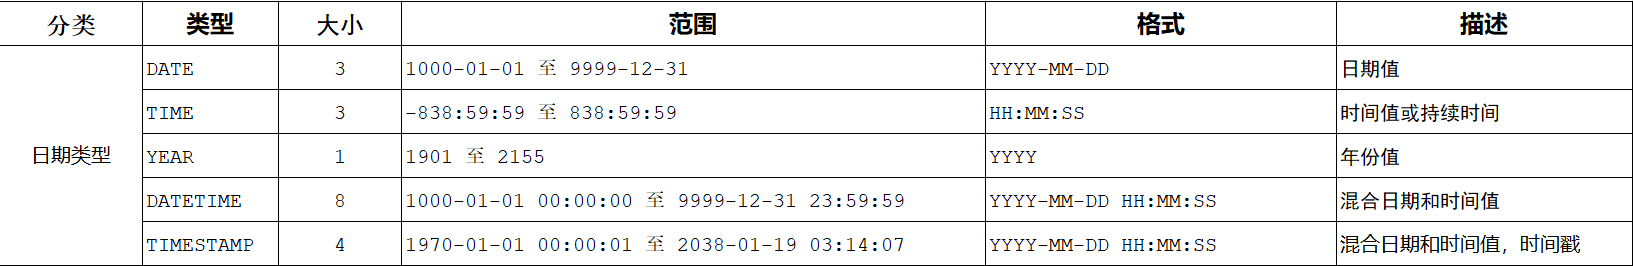 分类 类型 大小 范围 格式 描述
DATE 3 1000-01-01 至 9999-12-31 YYYY-MM-DD 日期值
TIME 3 -838:59:59 至 838:59:59 HH:MM:SS 时间值或持续时间
日期类型 YEAR 1 1901 至 2155 YYYY 年份值
DATETIME 8 1000-01-01 00:00:00 至 9999-12-31 23:59:59 YYYY-MM-DD HH:MM:SS 混合日期和时间值
TIMESTAMP 4 1970-01-01 00:00:01 至 2038-01-19 03:14:07 YYYY-MM-DD HH:MM:SS 混合日期和时间值，时间戳